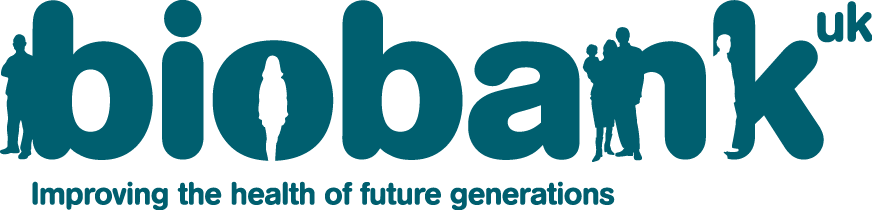 biobank uk
Improving the health of future generations